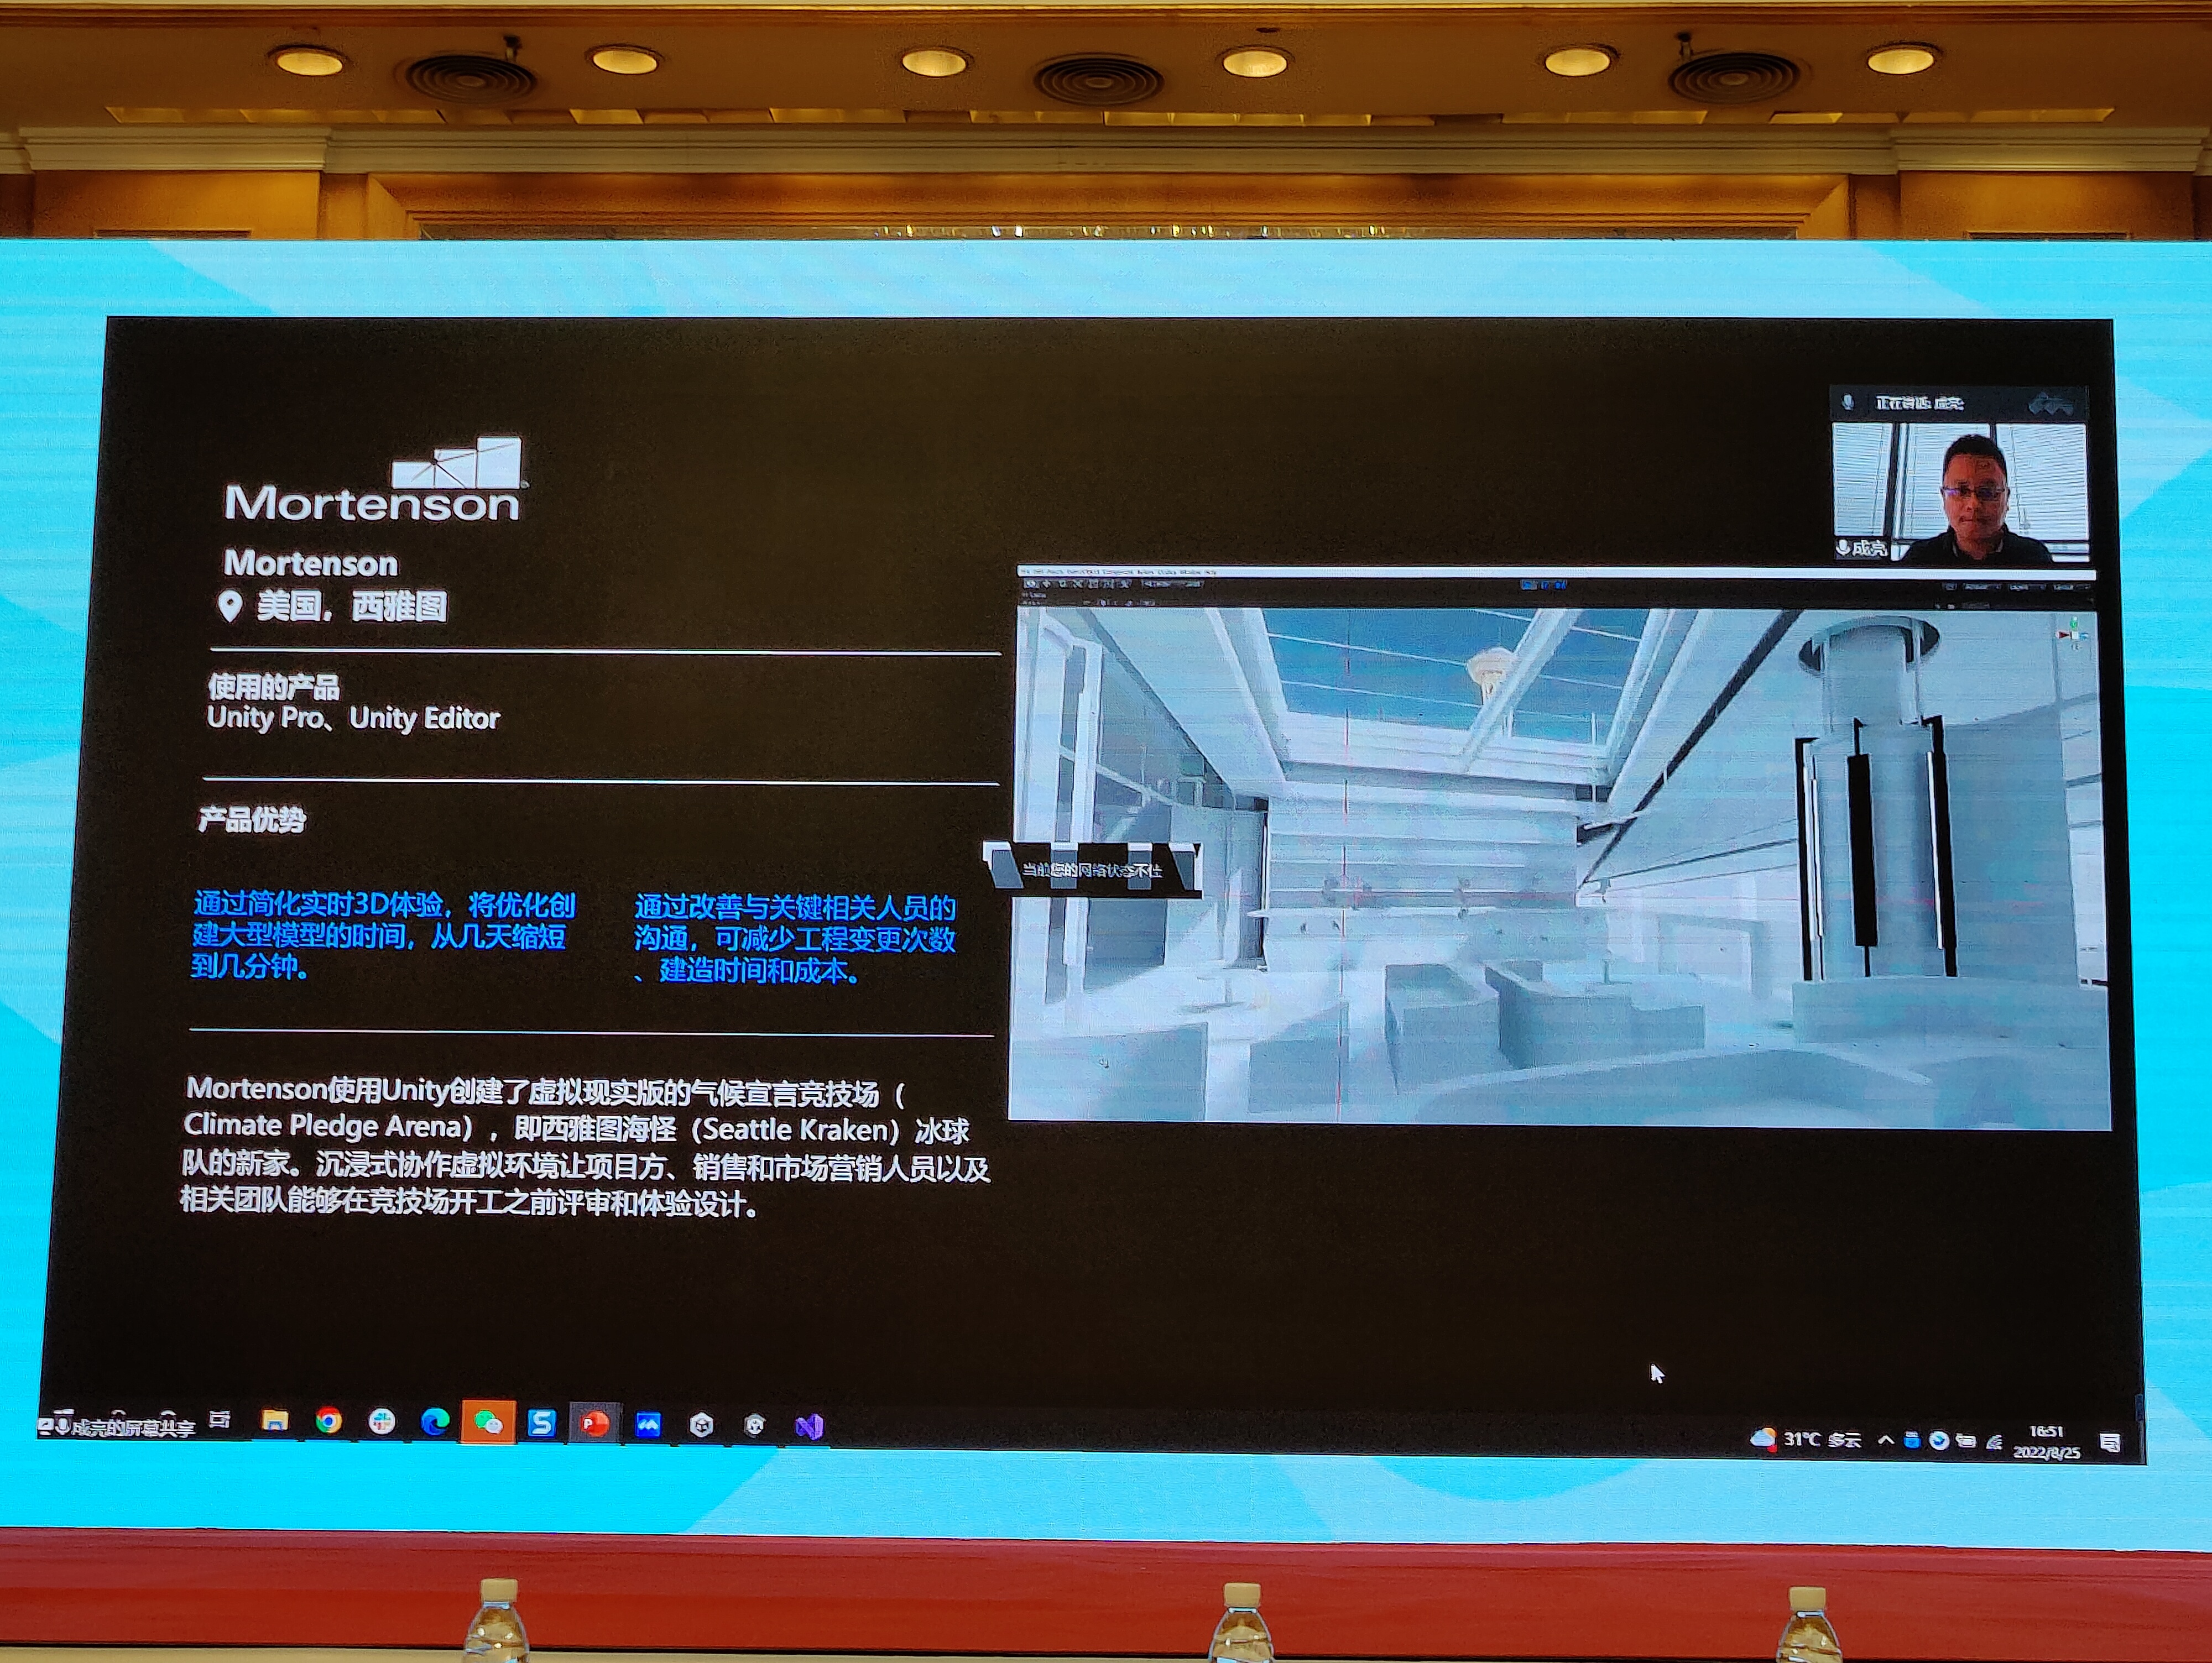 Mortenson
Mortenson
美国，西雅图
使用的产品
Unity Pro、Unity Editor
产品优势
通过简化实时3D体验，将优化创
建大型模型的时间，从几天缩短
到几分钟。
通过改善与关键相关人员的
沟通，可减少工程变更次数
、建造时间和成本。
Mortenson使用Unity创建了虚拟现实版的气候宣言竞技场（
Climate Pledge Arena），即西雅图海怪（Seattle Kraken）冰球
队的新家。沉浸式协作虚拟环境让项目方、销售和市场营销人员以及
相关团队能够在竞技场开工之前评审和体验设计。
正在讲话: 成亮;
成亮
当前您的网络状态不佳
成亮的屏幕共享
31℃ 多云
16:51
2022/8/25